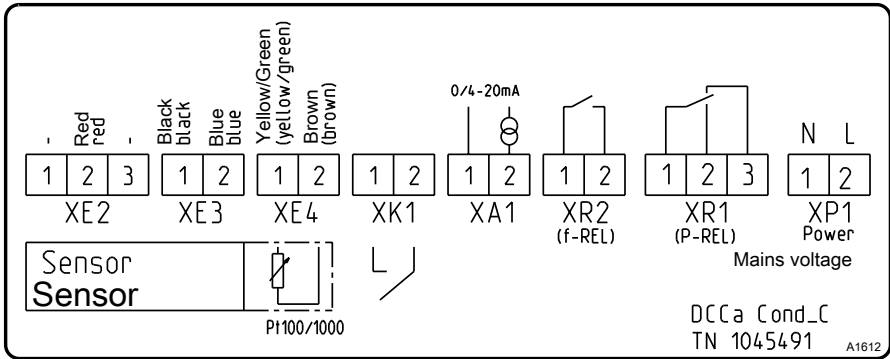 0/4-20mA
-
Red
red
-
Black
black
Blue
blue
Yellow/Green
(yellow/green)
Brown
(brown)
N L
1 2 3
1 2
1 2
1 2
1 2
1 2
1 2 3
1 2
XE2
XE3
XE4
XK1
XA1
XR2
(f-REL)
XR1
(P-REL)
XP1
Power
Mains voltage
Sensor
Sensor
Pt100/1000
DCCa Cond_C
TN 1045491
A1612